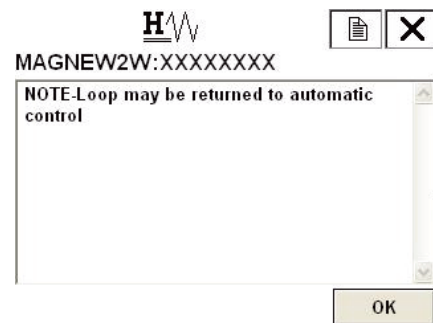 H
MAGNEW2W:XXXXXXXX
NOTE-Loop may be returned to automatic
control
OK